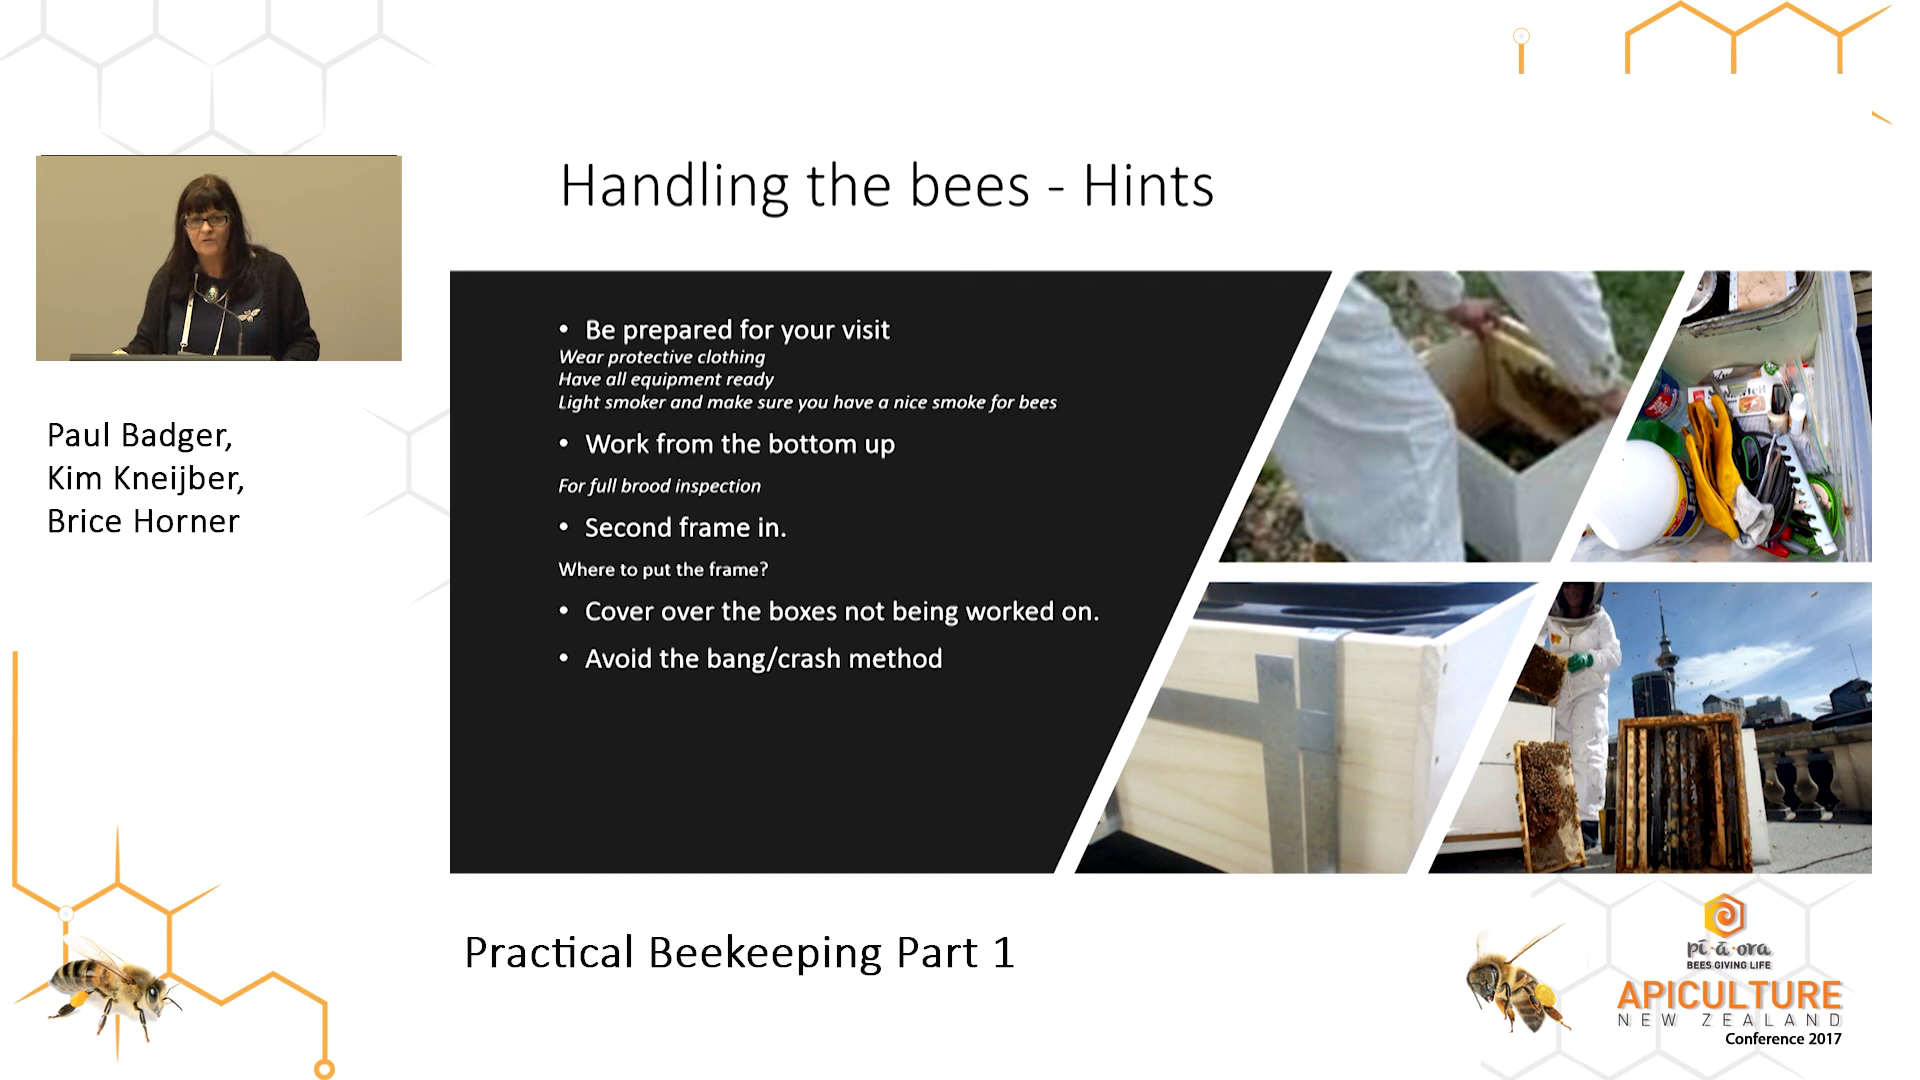 Handling the bees - Hints
Paul Badger,
Kim Kneijber,
Brice Horner
• Be prepared for your visit
Wear protective clothing
Have all equipment ready
Light smoker and make sure you have a nice smoke for bees
• Work from the bottom up
For full brood inspection
• Second frame in.
Where to put the frame?
• Cover over the boxes not being worked on.
• Avoid the bang/crash method
Practical Beekeeping Part 1
pī-ā-ora
BEES GIVING LIFE
APICULTURE
NEW ZEALAND
Conference 2017